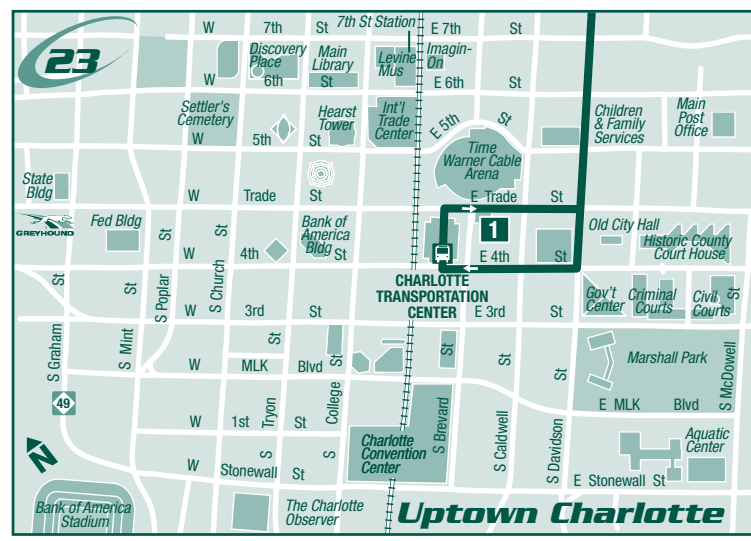 23
7th St Station
W 7th St
E 7th St
Discovery
Place
Main
Library
Levine
Mus
Imagin-
On
W 6th St
E 6th St
Settler's
Cemetery
Hearst
Tower
Int'l
Trade
Center
E 5th St
Children
& Family
Services
Main
Post
Office
W 5th St
Time
Warner Cable
Arena
State
Bldg
W Trade St
E Trade St
GREYHOUND
Fed Bldg
Bank of
America
Bldg
1
Old City Hall
Historic County
Court House
W 4th St
E 4th St
CHARLOTTE
TRANSPORTATION
CENTER
Gov't
Center
Criminal
Courts
Civil
Courts
W 3rd St
E 3rd St
S Graham St
S Mint St
S Poplar St
S Church St
S Tryon St
S College St
S Brevard St
S Caldwell St
S Davidson St
S McDowell St
Marshall Park
W MLK Blvd
E MLK Blvd
49
W 1st St
Charlotte
Convention
Center
Aquatic
Center
N
W Stonewall St
E Stonewall St
Bank of America
Stadium
The Charlotte
Observer
Uptown Charlotte